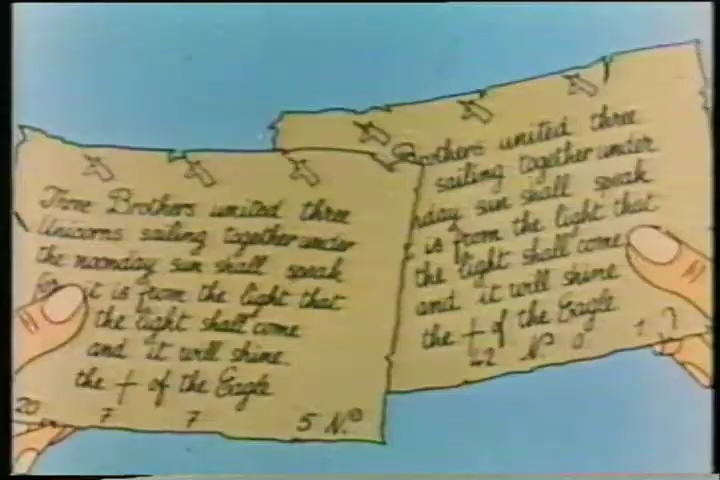 Three Brothers united three
Unicorns sailing together under
the noonday sun shall speak
it is from the light that
the light shall come
and it will shine.
the † of the Eagle
20 7 7 5 N.º
Brothers united three
sailing together under
sun shall speak
is from the light that
the light shall come
and it will shine
the † of the Eagle
42 N.º